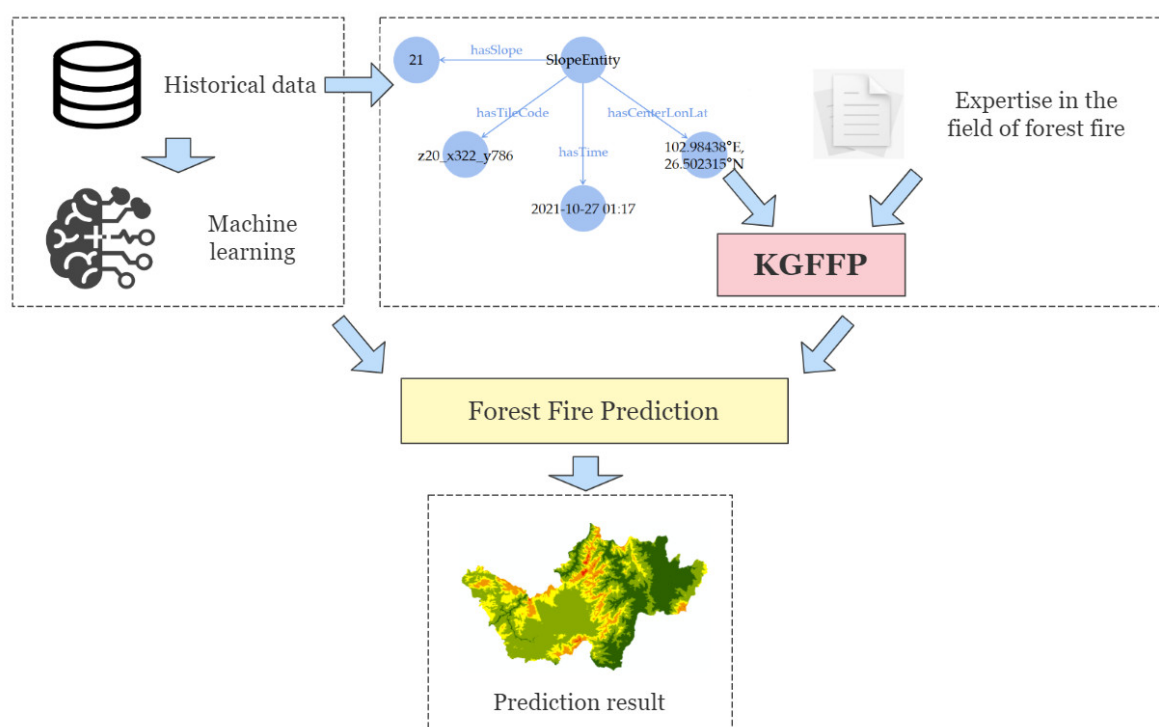 Historical data
Machine
learning
21
hasSlope
SlopeEntity
hasTileCode
hasCenterLonLat
z20_x322_y786
hasTime
102.98438°E,
26.502315°N
2021-10-27 01:17
Expertise in the
field of forest fire
KGFFP
Forest Fire Prediction
Prediction result